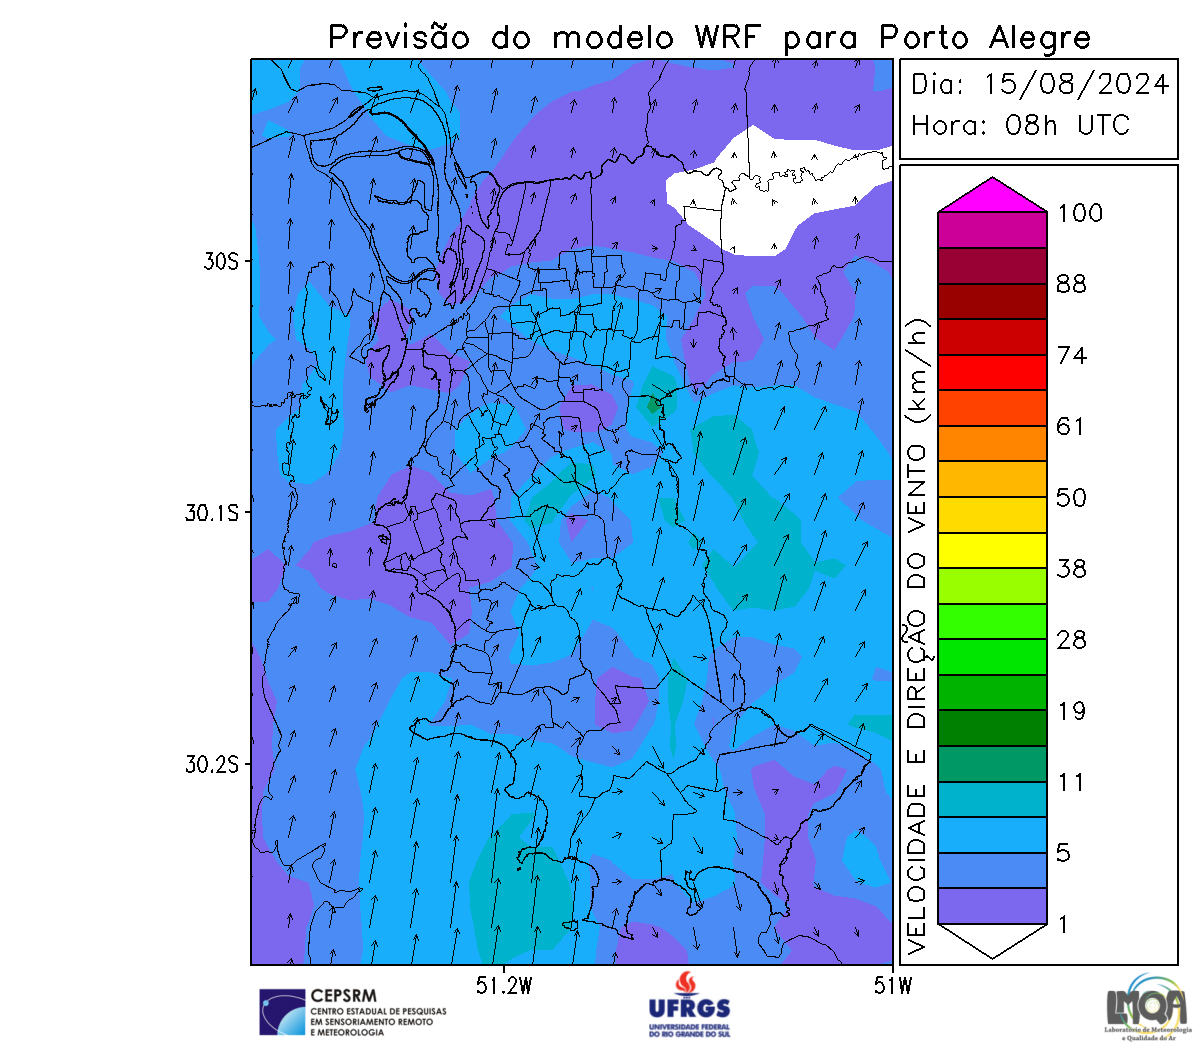 Previsão do modelo WRF para Porto Alegre
Dia: 15/08/2024
Hora: 08h UTC
30S
30.1S
30.2S
51.2W
51W
VELOCIDADE E DIREÇÃO DO VENTO (km/h)
100
88
74
61
50
38
28
19
11
5
1
CEPSRM
CENTRO ESTADUAL DE PESQUISAS
EM SENSORIAMENTO REMOTO
E METEOROLOGIA
UFRGS
UNIVERSIDADE FEDERAL
DO RIO GRANDE DO SUL
LMQA
Laboratório de Meteorologia
e Qualidade do Ar